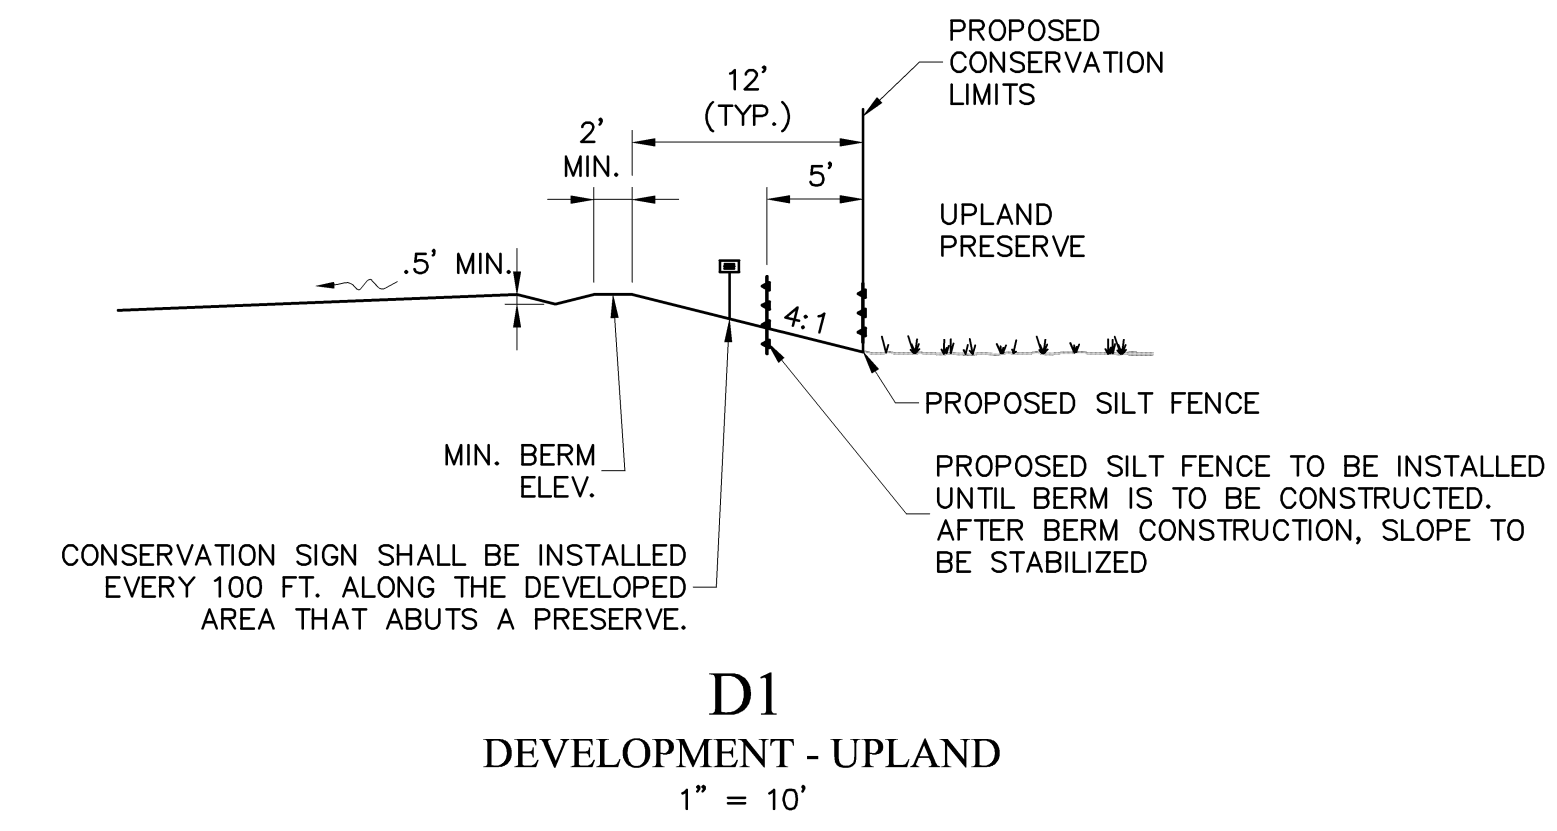 PROPOSED
CONSERVATION
LIMITS
12'
(TYP.)
2'
MIN.
5'
UPLAND
PRESERVE
.5' MIN.
4:1
PROPOSED SILT FENCE
MIN. BERM
ELEV.
PROPOSED SILT FENCE TO BE INSTALLED
UNTIL BERM IS TO BE CONSTRUCTED.
AFTER BERM CONSTRUCTION, SLOPE TO
BE STABILIZED
CONSERVATION SIGN SHALL BE INSTALLED
EVERY 100 FT. ALONG THE DEVELOPED
AREA THAT ABUTS A PRESERVE.
D1
DEVELOPMENT - UPLAND
1" = 10'